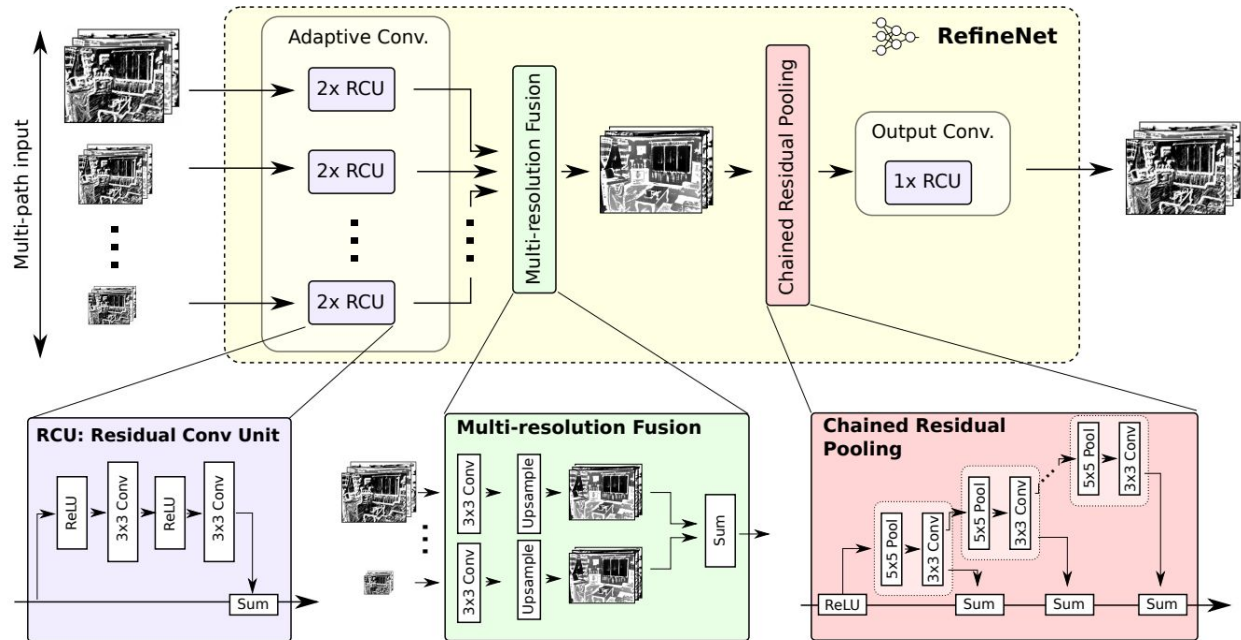 Multi-path input
Adaptive Conv.
2x RCU
2x RCU
2x RCU
Multi-resolution Fusion
Chained Residual Pooling
RefineNet
Output Conv.
1x RCU
RCU: Residual Conv Unit
ReLU
3x3 Conv
ReLU
3x3 Conv
Sum
Multi-resolution Fusion
3x3 Conv
Upsample
3x3 Conv
Upsample
Sum
Chained Residual
Pooling
ReLU
5x5 Pool
3x3 Conv
Sum
5x5 Pool
3x3 Conv
Sum
5x5 Pool
3x3 Conv
Sum